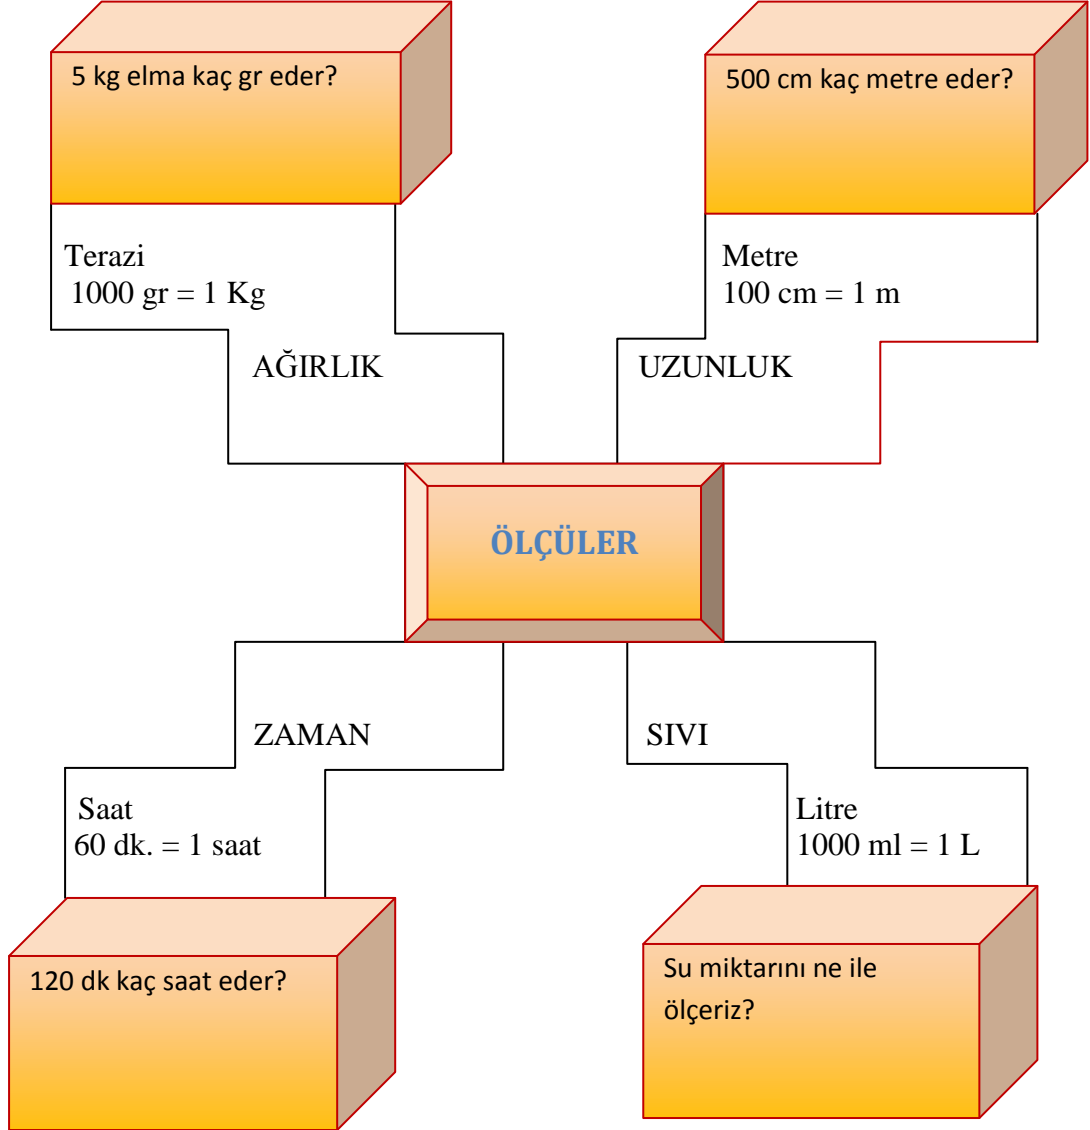 5 kg elma kaç gr eder?
500 cm kaç metre eder?
Terazi
1000 gr = 1 Kg
Metre
100 cm = 1 m
AĞIRLIK
UZUNLUK
ÖLÇÜLER
ZAMAN
SIVI
Saat
60 dk. = 1 saat
Litre
1000 ml = 1 L
120 dk kaç saat eder?
Su miktarını ne ile
ölçeriz?